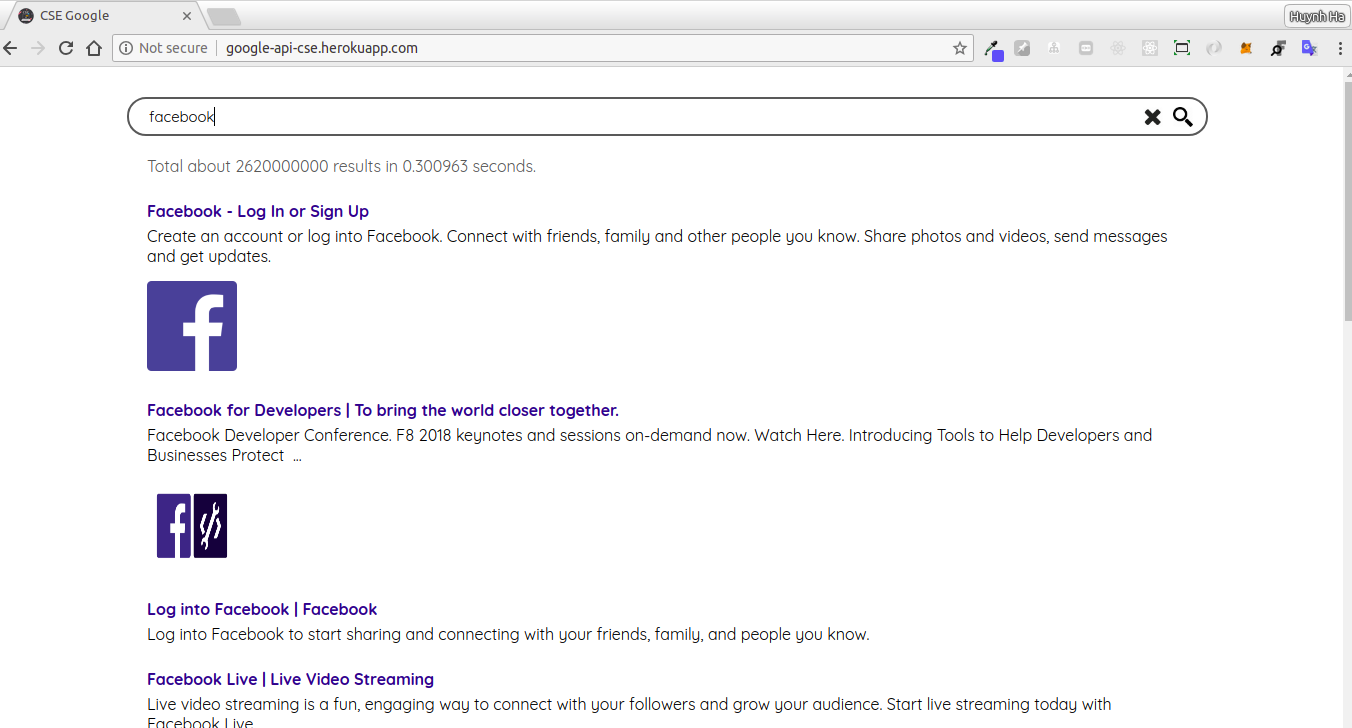 CSE Google
Huynh Ha
Not secure
google-api-cse.herokuapp.com
facebook
Total about 2620000000 results in 0.300963 seconds.
Facebook - Log In or Sign Up
Create an account or log into Facebook. Connect with friends, family and other people you know. Share photos and videos, send messages
and get updates.
Facebook for Developers | To bring the world closer together.
Facebook Developer Conference. F8 2018 keynotes and sessions on-demand now. Watch Here. Introducing Tools to Help Developers and
Businesses Protect ...
Log into Facebook | Facebook
Log into Facebook to start sharing and connecting with your friends, family, and people you know.
Facebook Live | Live Video Streaming
Live video streaming is a fun, engaging way to connect with your followers and grow your audience. Start live streaming today with
Facebook Live